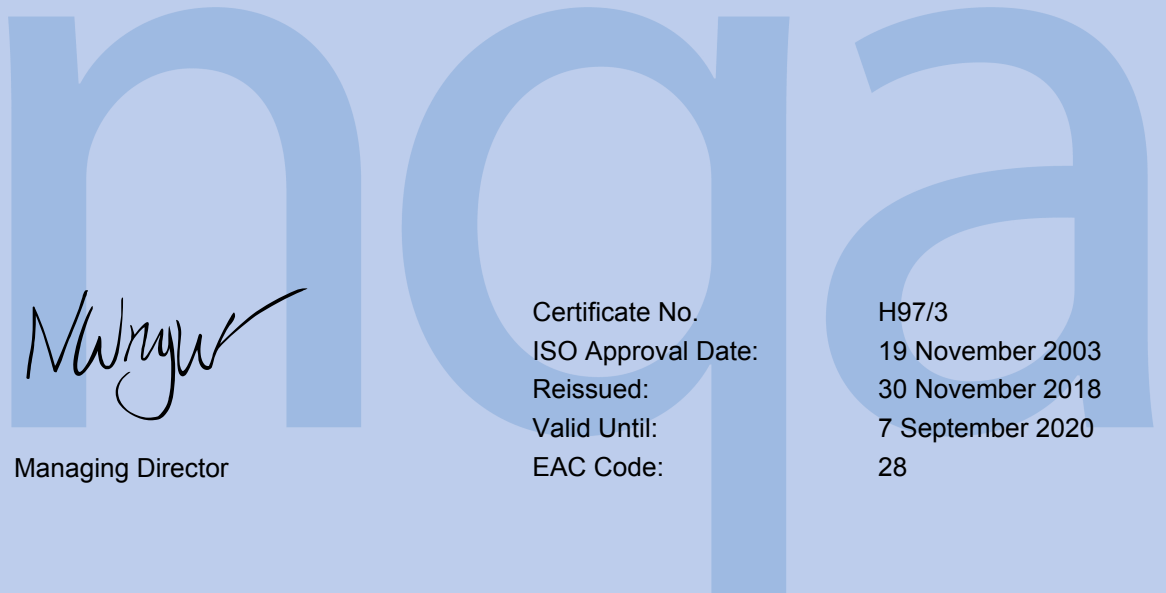 nqa
Certificate No. H97/3
ISO Approval Date: 19 November 2003
Reissued: 30 November 2018
Valid Until: 7 September 2020
Managing Director
EAC Code: 28